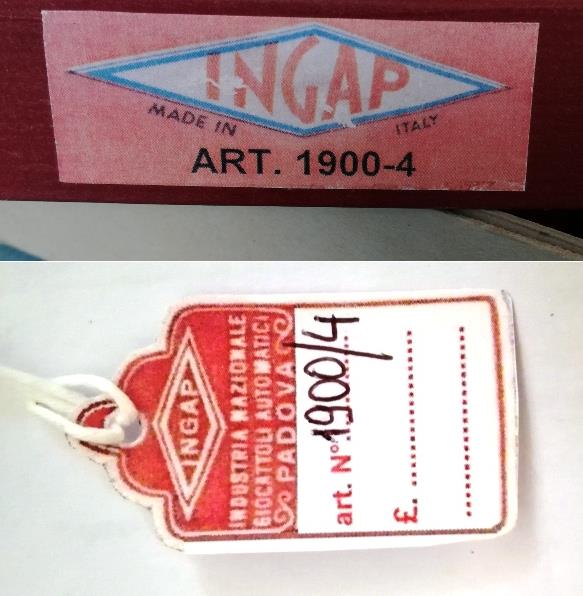 INGAP
MADE IN ITALY
ART. 1900-4
INGAP
INDUSTRIA NAZIONALE
GIOCATTOLI AUTOMATICI
PADOVA
art. N° 1900/4
£.